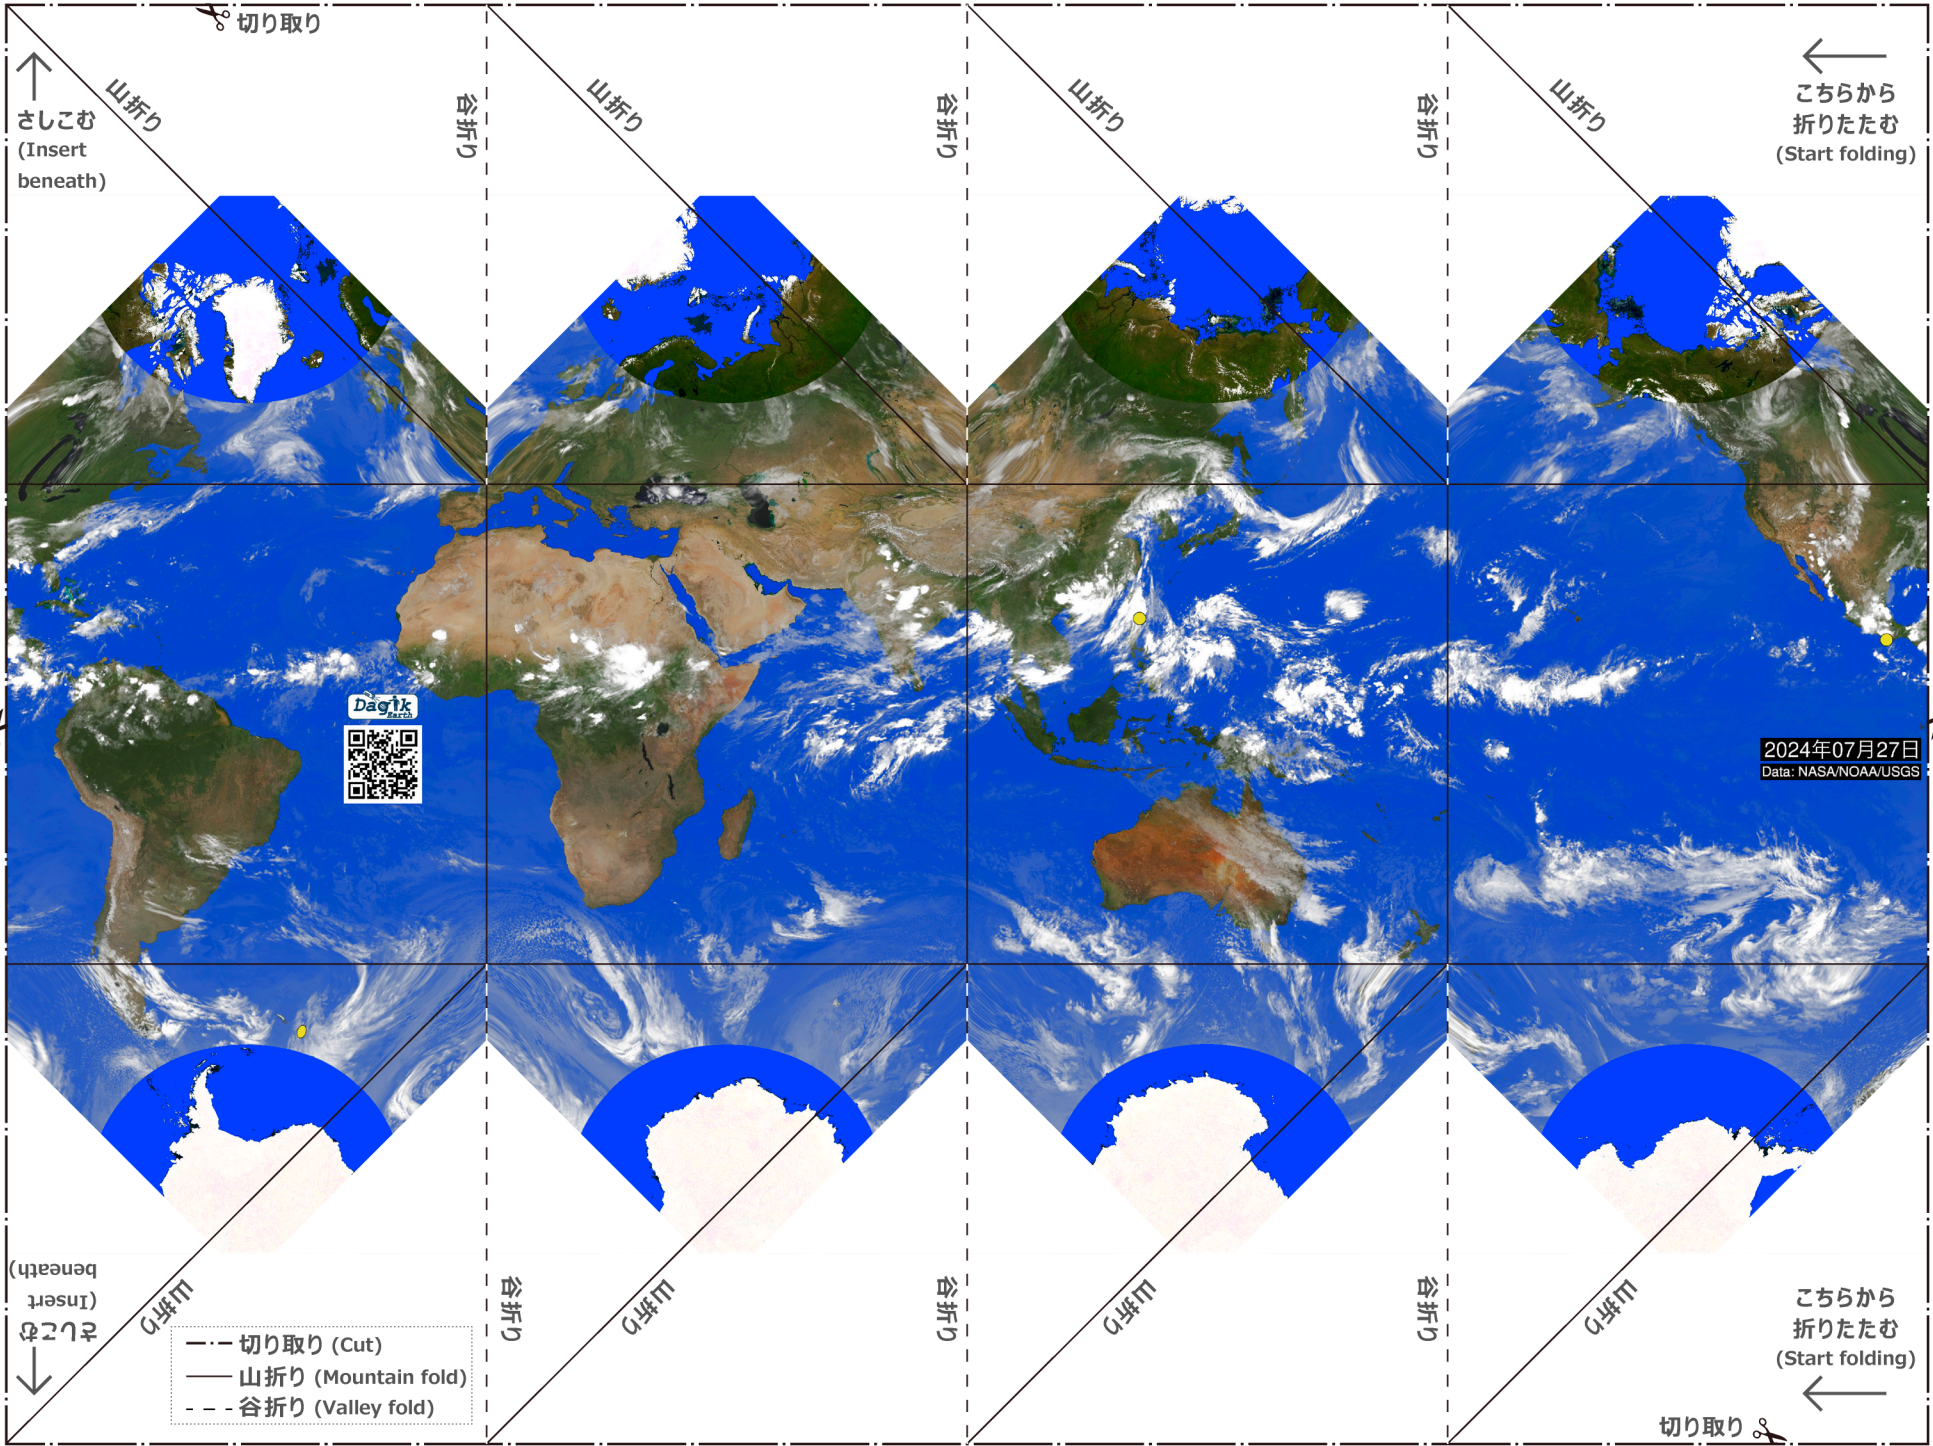 切り取り
山折り
谷折り
山折り
谷折り
山折り
谷折り
山折り
さしこむ
(Insert
beneath)
こちらから
折りたたむ
(Start folding)
Dagik
Earth
2024年07月27日
Data: NASA/NOAA/USGS
さしこむ
(Insert
beneath)
山折り
谷折り
山折り
谷折り
山折り
谷折り
山折り
切り取り (Cut)
山折り (Mountain fold)
谷折り (Valley fold)
こちらから
折りたたむ
(Start folding)
切り取り